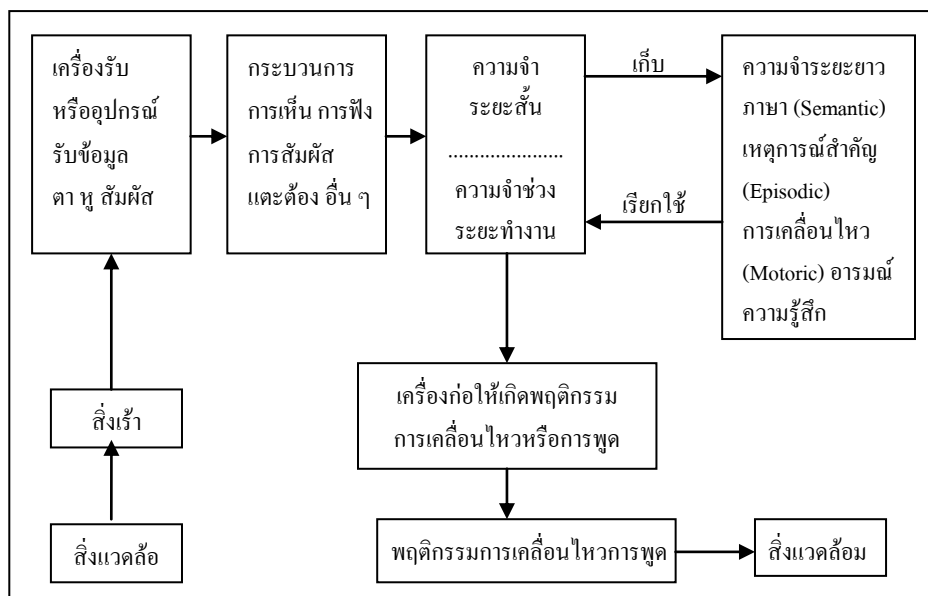 เครื่องรับ
หรืออุปกรณ์
รับข้อมูล
ตา หู สัมผัส
กระบวนการ
การเห็น การฟัง
การสัมผัส
แตะต้อง อื่น ๆ
ความจำ
ระยะสั้น
......................
ความจำช่วง
ระยะทำงาน
เก็บ
เรียกใช้
ความจำระยะยาว
ภาษา (Semantic)
เหตุการณ์สำคัญ
(Episodic)
การเคลื่อนไหว
(Motoric) อารมณ์
ความรู้สึก
สิ่งเร้า
สิ่งแวดล้อ
เครื่องก่อให้เกิดพฤติกรรม
การเคลื่อนไหวหรือการพูด
พฤติกรรมการเคลื่อนไหวการพูด
สิ่งแวดล้อม